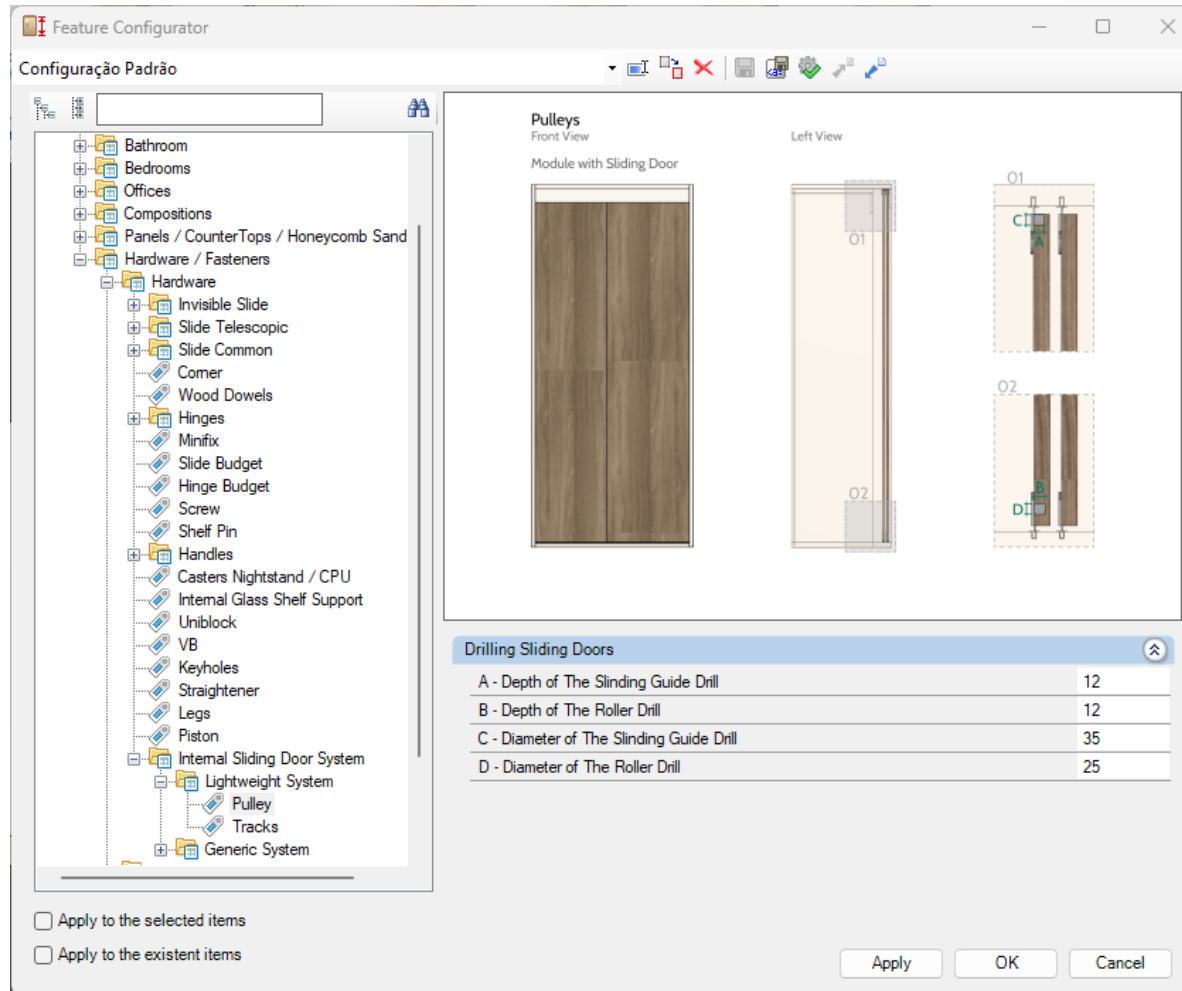 Feature Configurator
Configuração Padrão
Bathroom
Bedrooms
Offices
Compositions
Panels / CounterTops / Honeycomb Sand
Hardware / Fasteners
Hardware
Invisible Slide
Slide Telescopic
Slide Common
Corner
Wood Dowels
Hinges
Minifix
Slide Budget
Hinge Budget
Screw
Shelf Pin
Handles
Casters Nightstand / CPU
Internal Glass Shelf Support
Uniblock
VB
Keyholes
Straightener
Legs
Piston
Internal Sliding Door System
Lightweight System
Pulley
Tracks
Generic System
Pulleys
Front View
Left View
Module with Sliding Door
O1
O2
O1
C
A
O2
B
D
Drilling Sliding Doors
A - Depth of The Slinding Guide Drill 12
B - Depth of The Roller Drill 12
C - Diameter of The Slinding Guide Drill 35
D - Diameter of The Roller Drill 25
Apply to the selected items
Apply to the existent items
Apply
OK
Cancel